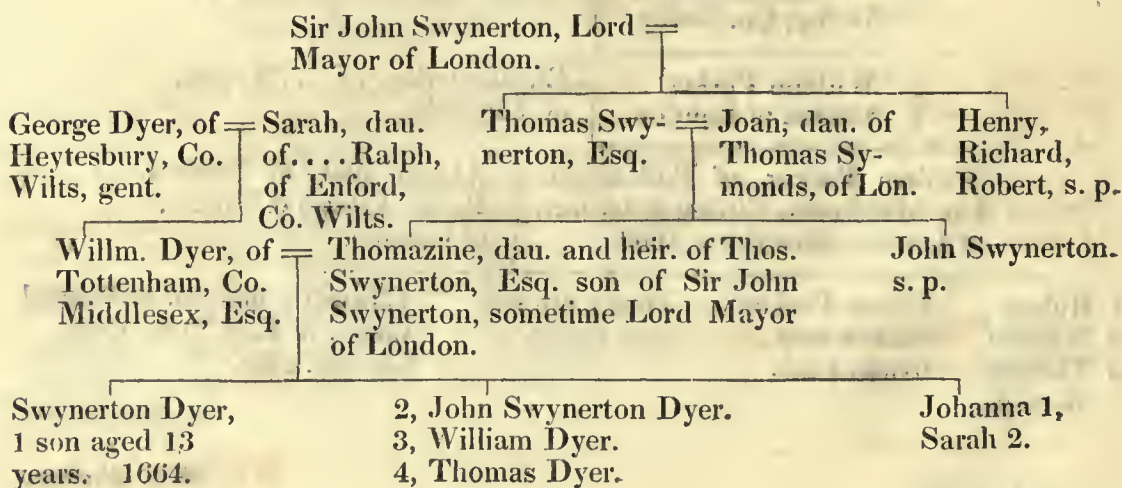 Sir John Swynerton, Lord =
Mayor of London.
George Dyer, of =
Heytesbury, Co.
Wilts, gent.
Sarah, dau.
of....Ralph,
of Enford,
Co. Wilts.
Thomas Swy- =
nerton, Esq.
Joan, dau. of
Thomas Sy-
monds, of Lon.
Henry,
Richard,
Robert, s. p.
Willm. Dyer, of =
Tottenham, Co.
Middlesex, Esq.
Thomazine, dau. and heir. of Thos.
Swynerton, Esq. son of Sir John
Swynerton, sometime Lord Mayor
of London.
John Swynerton.
s. p.
Swynerton Dyer,
1 son aged 13
years. 1664.
2, John Swynerton Dyer.
3, William Dyer.
4, Thomas Dyer.
Johanna 1,
Sarah 2.